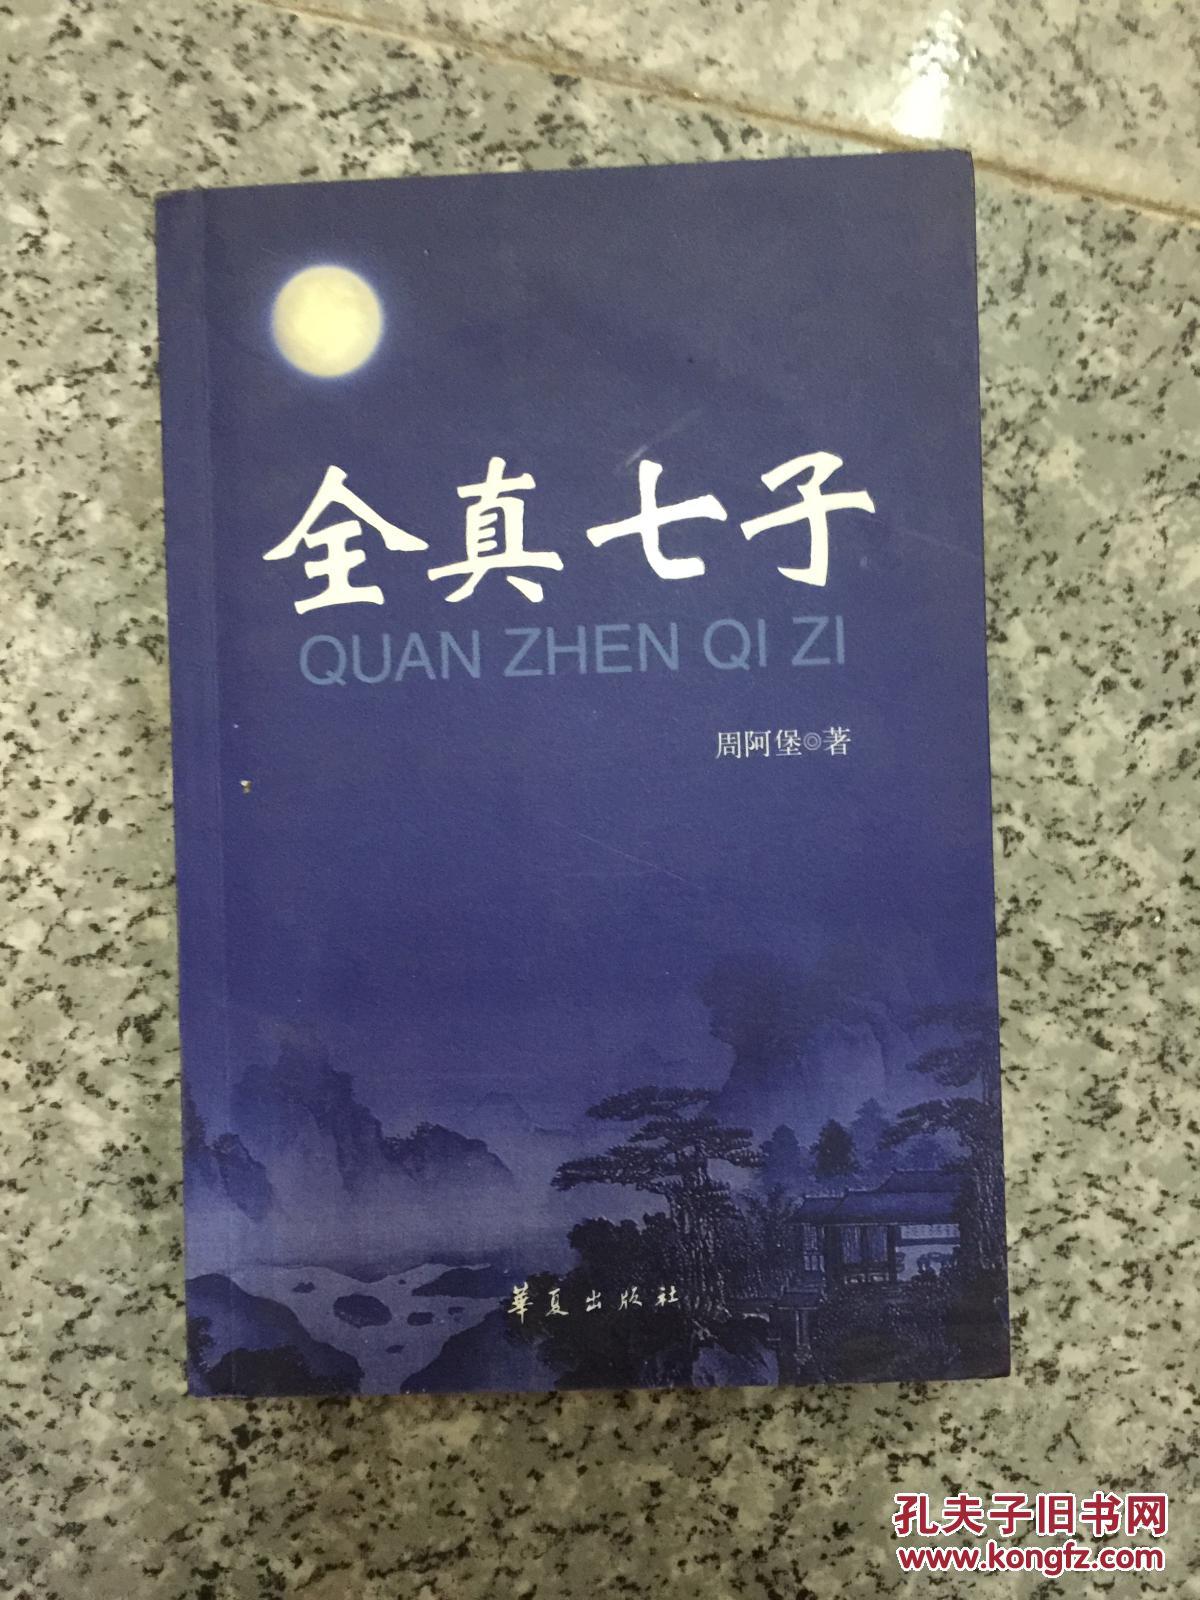 全真七子
QUAN ZHEN QI ZI
周阿堡◎著
華夏出版社
孔夫子旧书网
www.kongfz.com